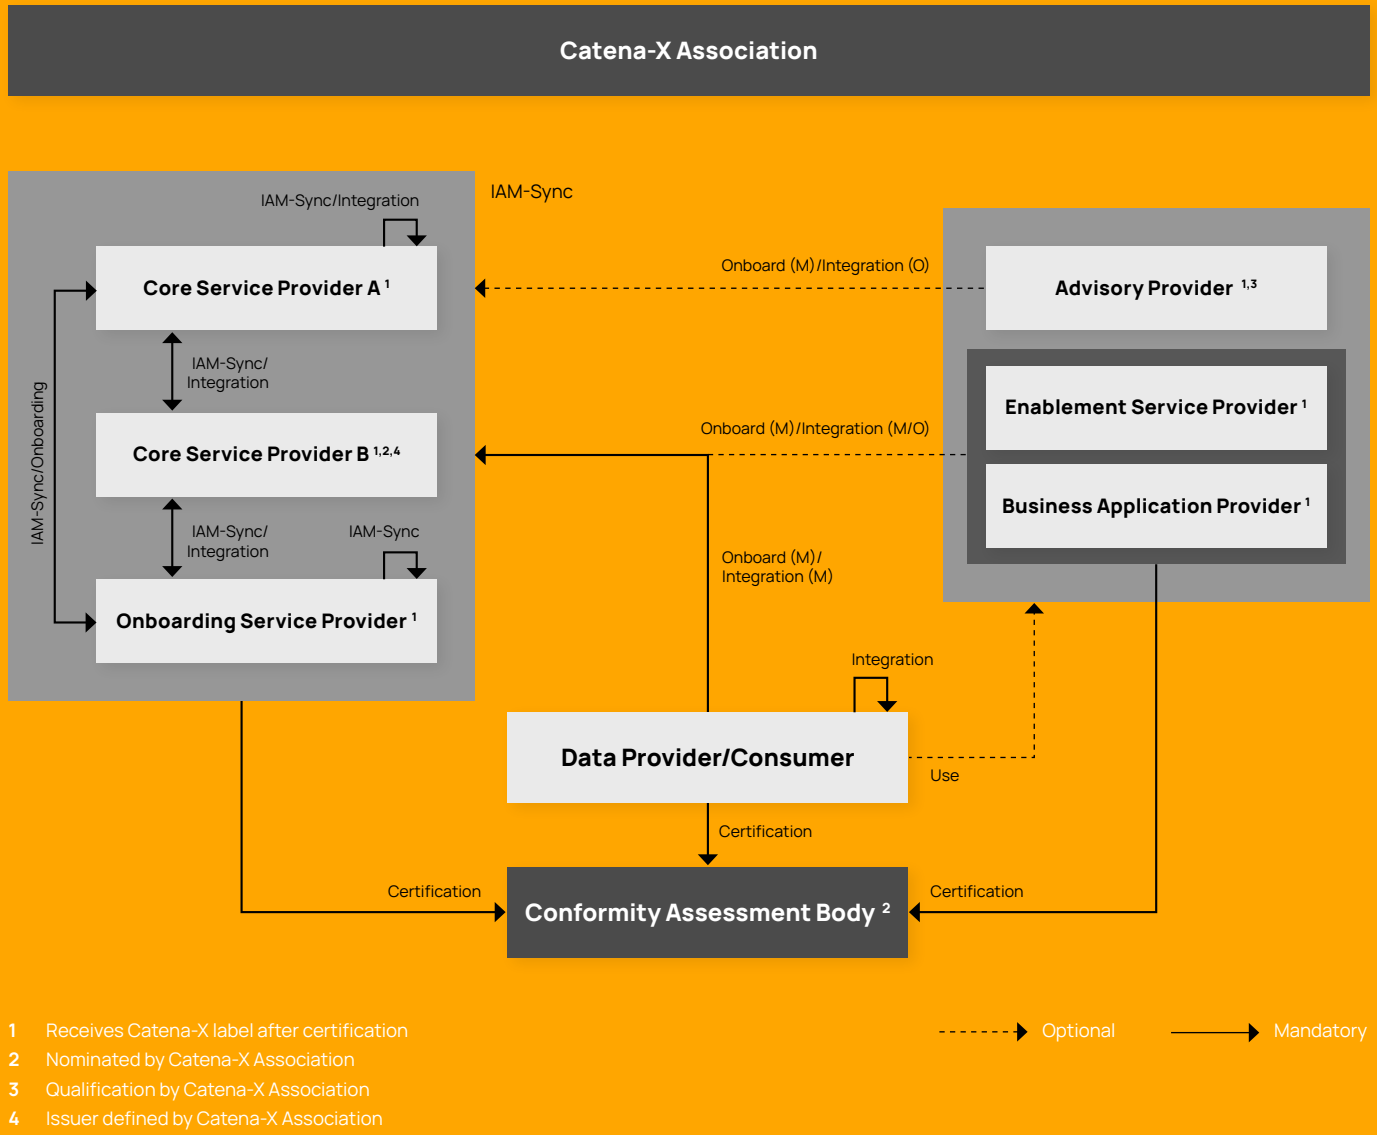 Catena-X Association
IAM-Sync
IAM-Sync/Integration
Core Service Provider A ¹
IAM-Sync/
Integration
Core Service Provider B ¹,²,⁴
IAM-Sync/
Integration
IAM-Sync
Onboarding Service Provider ¹
IAM-Sync/Onboarding
Onboard (M)/Integration (O)
Advisory Provider ¹,³
Onboard (M)/Integration (M/O)
Enablement Service Provider ¹
Business Application Provider ¹
Onboard (M)/
Integration (M)
Integration
Data Provider/Consumer
Use
Certification
Certification
Conformity Assessment Body ²
Certification
1 Receives Catena-X label after certification
2 Nominated by Catena-X Association
3 Qualification by Catena-X Association
4 Issuer defined by Catena-X Association
Optional
Mandatory